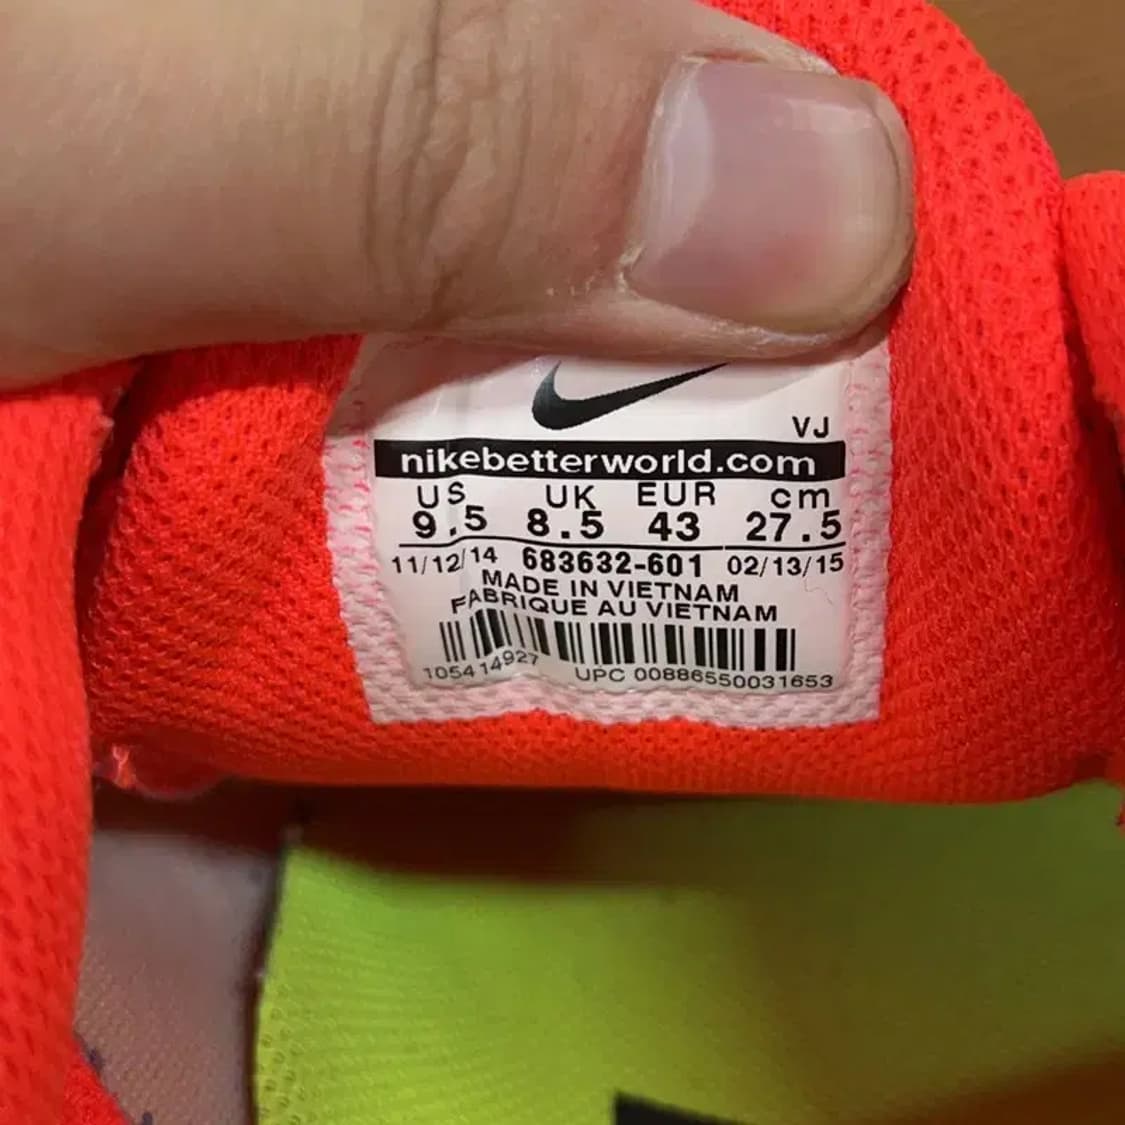 VJ
nikebetterworld.com
US UK EUR cm
9.5 8.5 43 27.5
11/12/14 683632-601 02/13/15
MADE IN VIETNAM
FABRIQUE AU VIETNAM
105414927 UPC 00886550031653